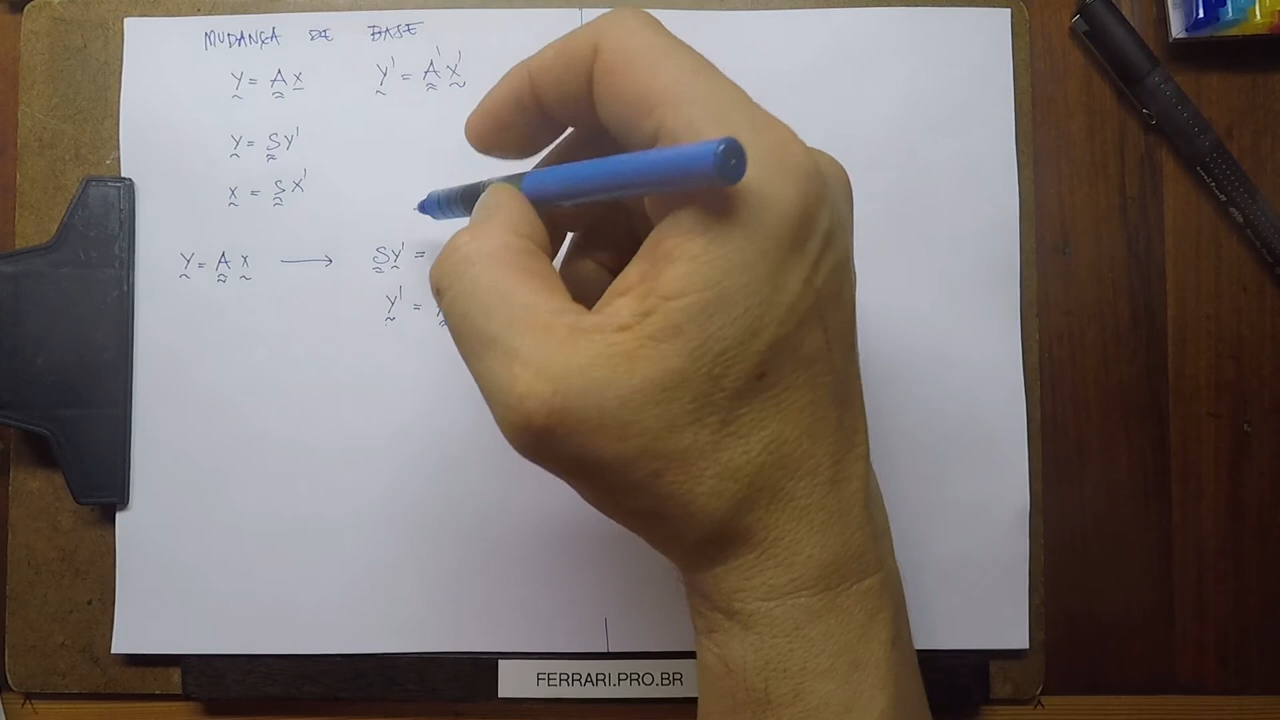 MUDANÇA DE BASE
y = A x    y' = A' x'
y = S y'
x = S x'
y = A x ⟶ S y' =
y' =
FERRARI.PRO.BR